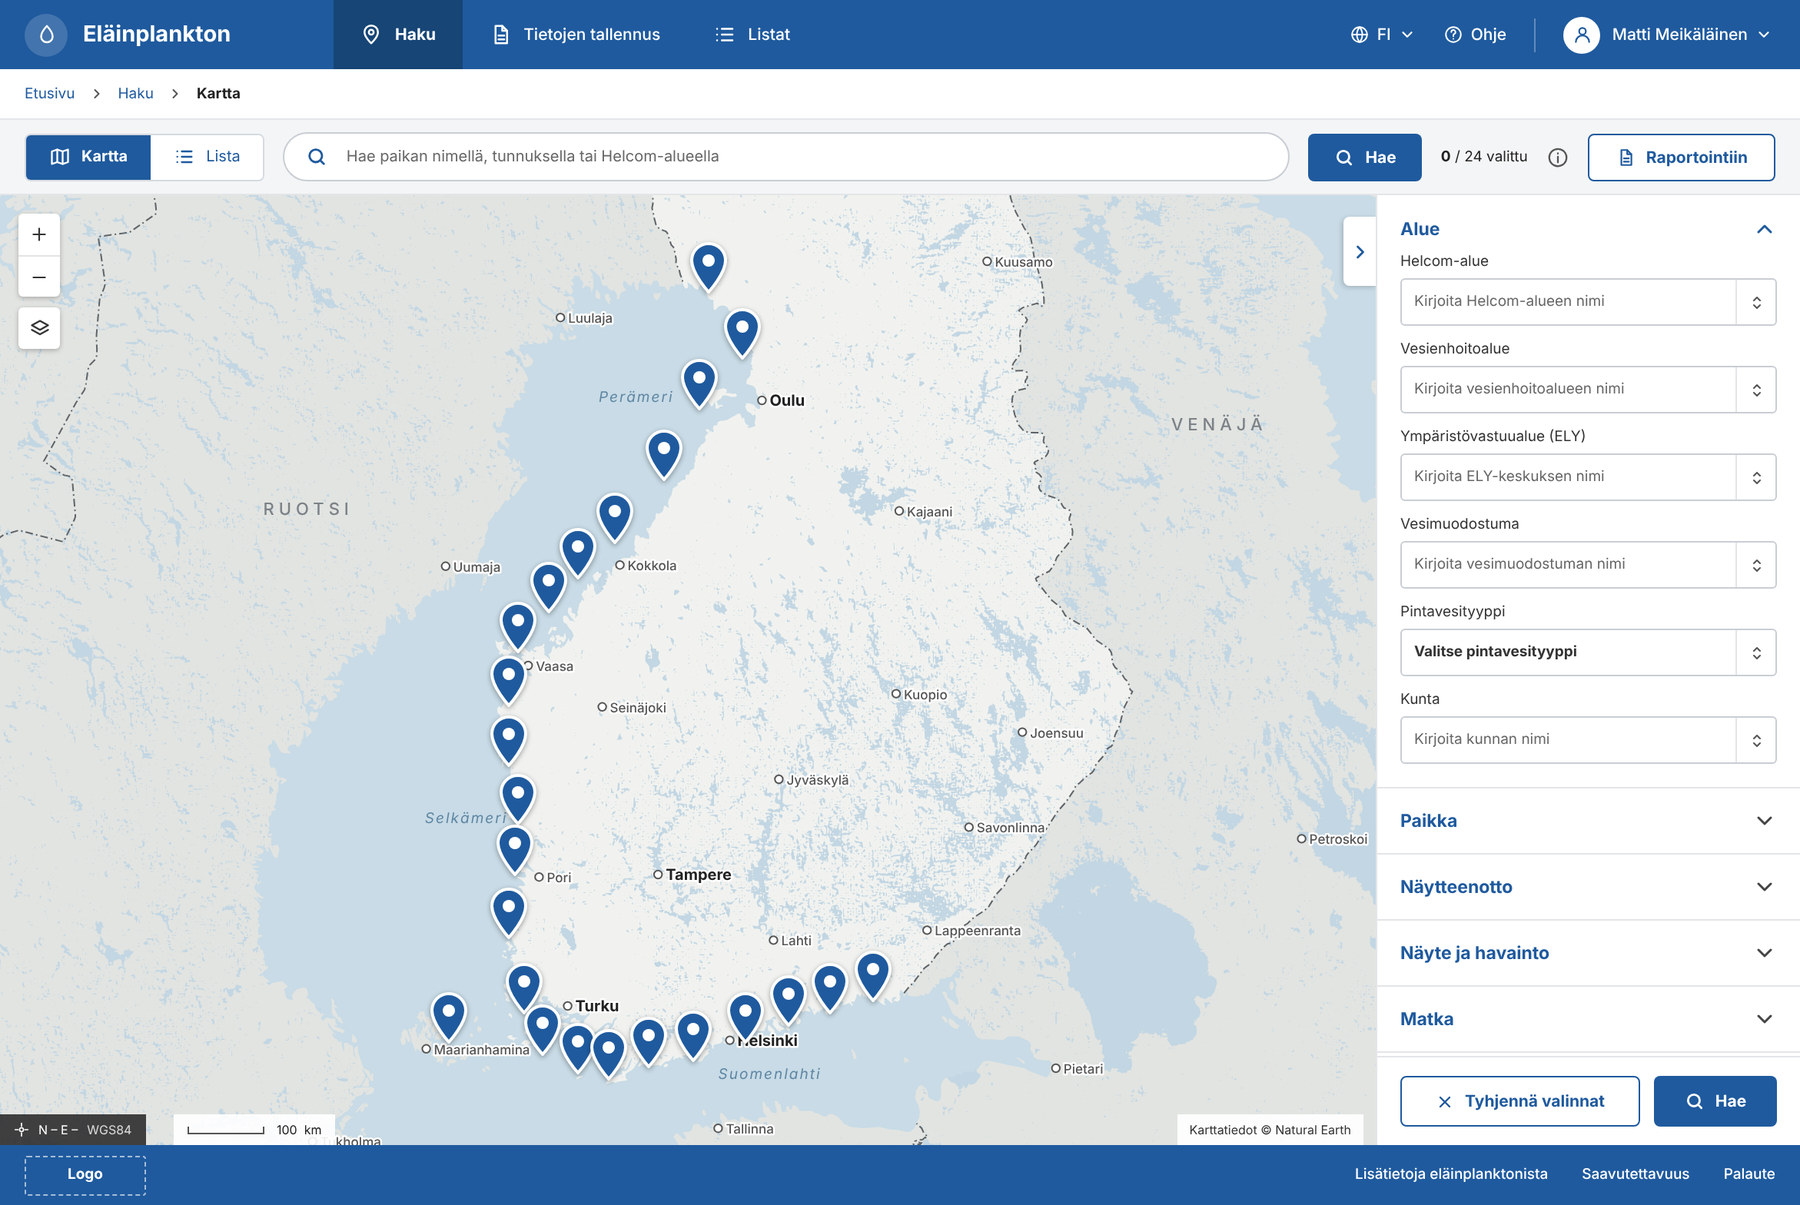 Eläinplankton
Haku
Tietojen tallennus
Listat
FI
Ohje
Matti Meikäläinen
Etusivu
Haku
Kartta
Kartta
Lista
Hae paikan nimellä, tunnuksella tai Helcom-alueella
Hae
0 / 24 valittu
Raportointiin
Kuusamo
Luulaja
Perämeri
Oulu
VENÄJÄ
RUOTSI
Kajaani
Uumaja
Kokkola
Vaasa
Kuopio
Seinäjoki
Joensuu
Jyväskylä
Selkämeri
Savonlinna
Petroskoi
Tampere
Pori
Lappeenranta
Lahti
Turku
Helsinki
Maarianhamina
Pietari
Suomenlahti
Tallinna
N – E – WGS84
100 km
Karttatiedot © Natural Earth
Alue
Helcom-alue
Kirjoita Helcom-alueen nimi
Vesienhoitoalue
Kirjoita vesienhoitoalueen nimi
Ympäristövastuualue (ELY)
Kirjoita ELY-keskuksen nimi
Vesimuodostuma
Kirjoita vesimuodostuman nimi
Pintavesityyppi
Valitse pintavesityyppi
Kunta
Kirjoita kunnan nimi
Paikka
Näytteenotto
Näyte ja havainto
Matka
Tyhjennä valinnat
Hae
Logo
Lisätietoja eläinplanktonista
Saavutettavuus
Palaute